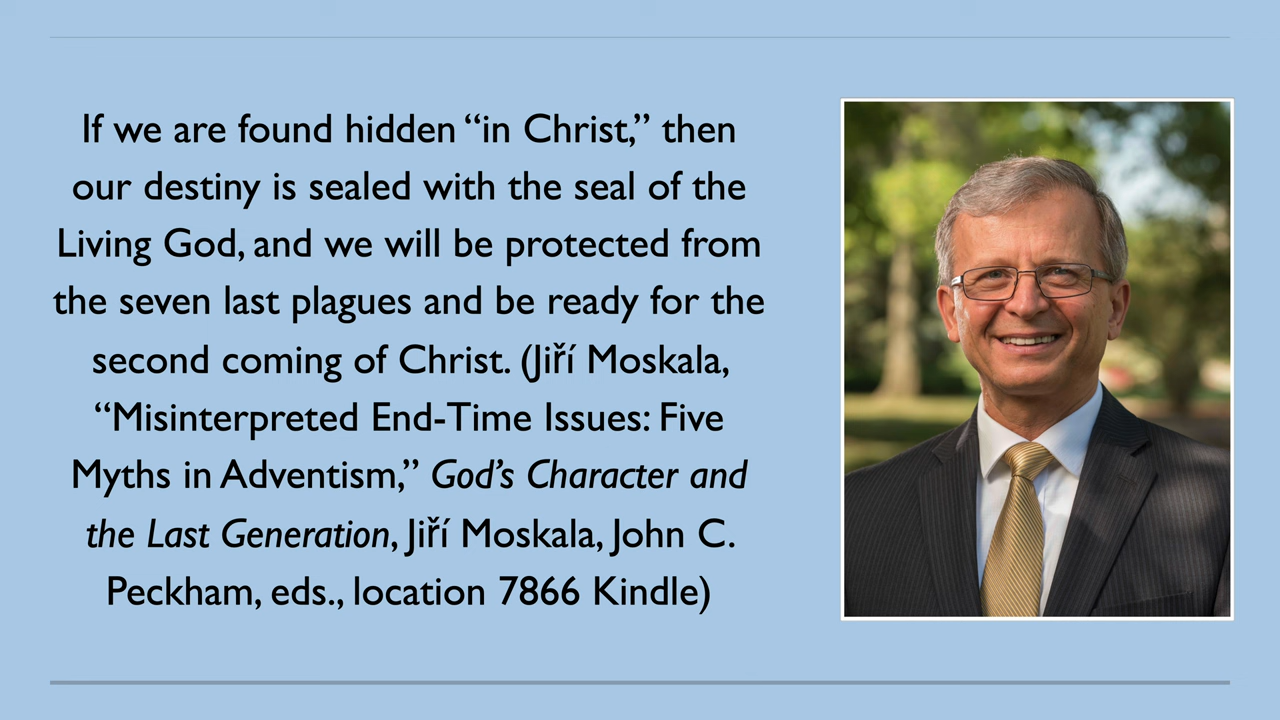 If we are found hidden “in Christ,” then
our destiny is sealed with the seal of the
Living God, and we will be protected from
the seven last plagues and be ready for the
second coming of Christ. (Jiří Moskala,
“Misinterpreted End-Time Issues: Five
Myths in Adventism,” God’s Character and
the Last Generation, Jiří Moskala, John C.
Peckham, eds., location 7866 Kindle)